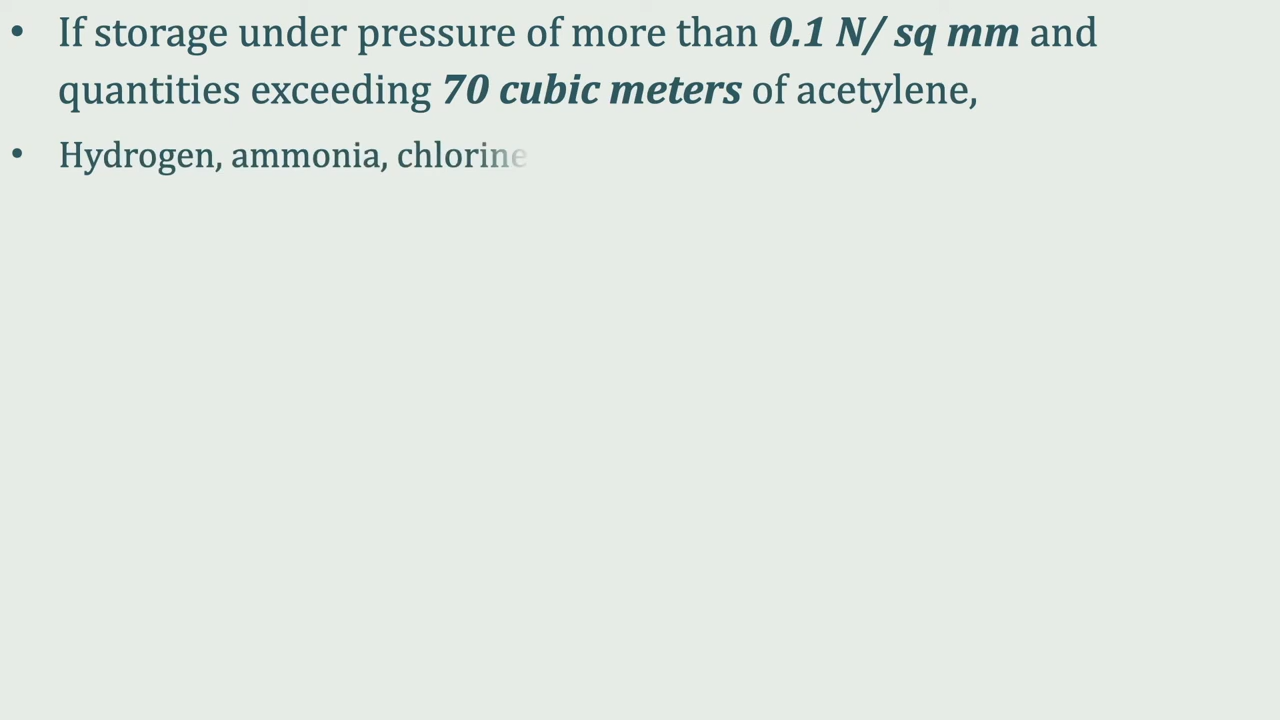 • If storage under pressure of more than 0.1 N/ sq mm and
quantities exceeding 70 cubic meters of acetylene,
• Hydrogen, ammonia, chlorine